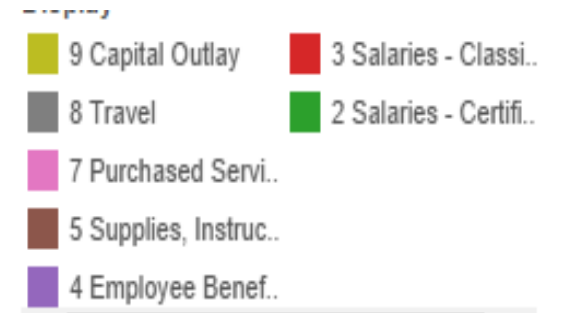 Display
9 Capital Outlay
3 Salaries - Classi..
8 Travel
2 Salaries - Certifi..
7 Purchased Servi..
5 Supplies, Instruc..
4 Employee Benef..